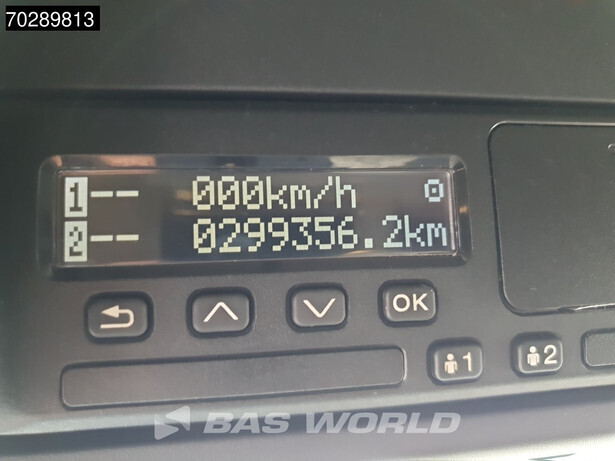 70289813
1-- 000km/h
2-- 0299356.2km
OK
1 2
BAS WORLD